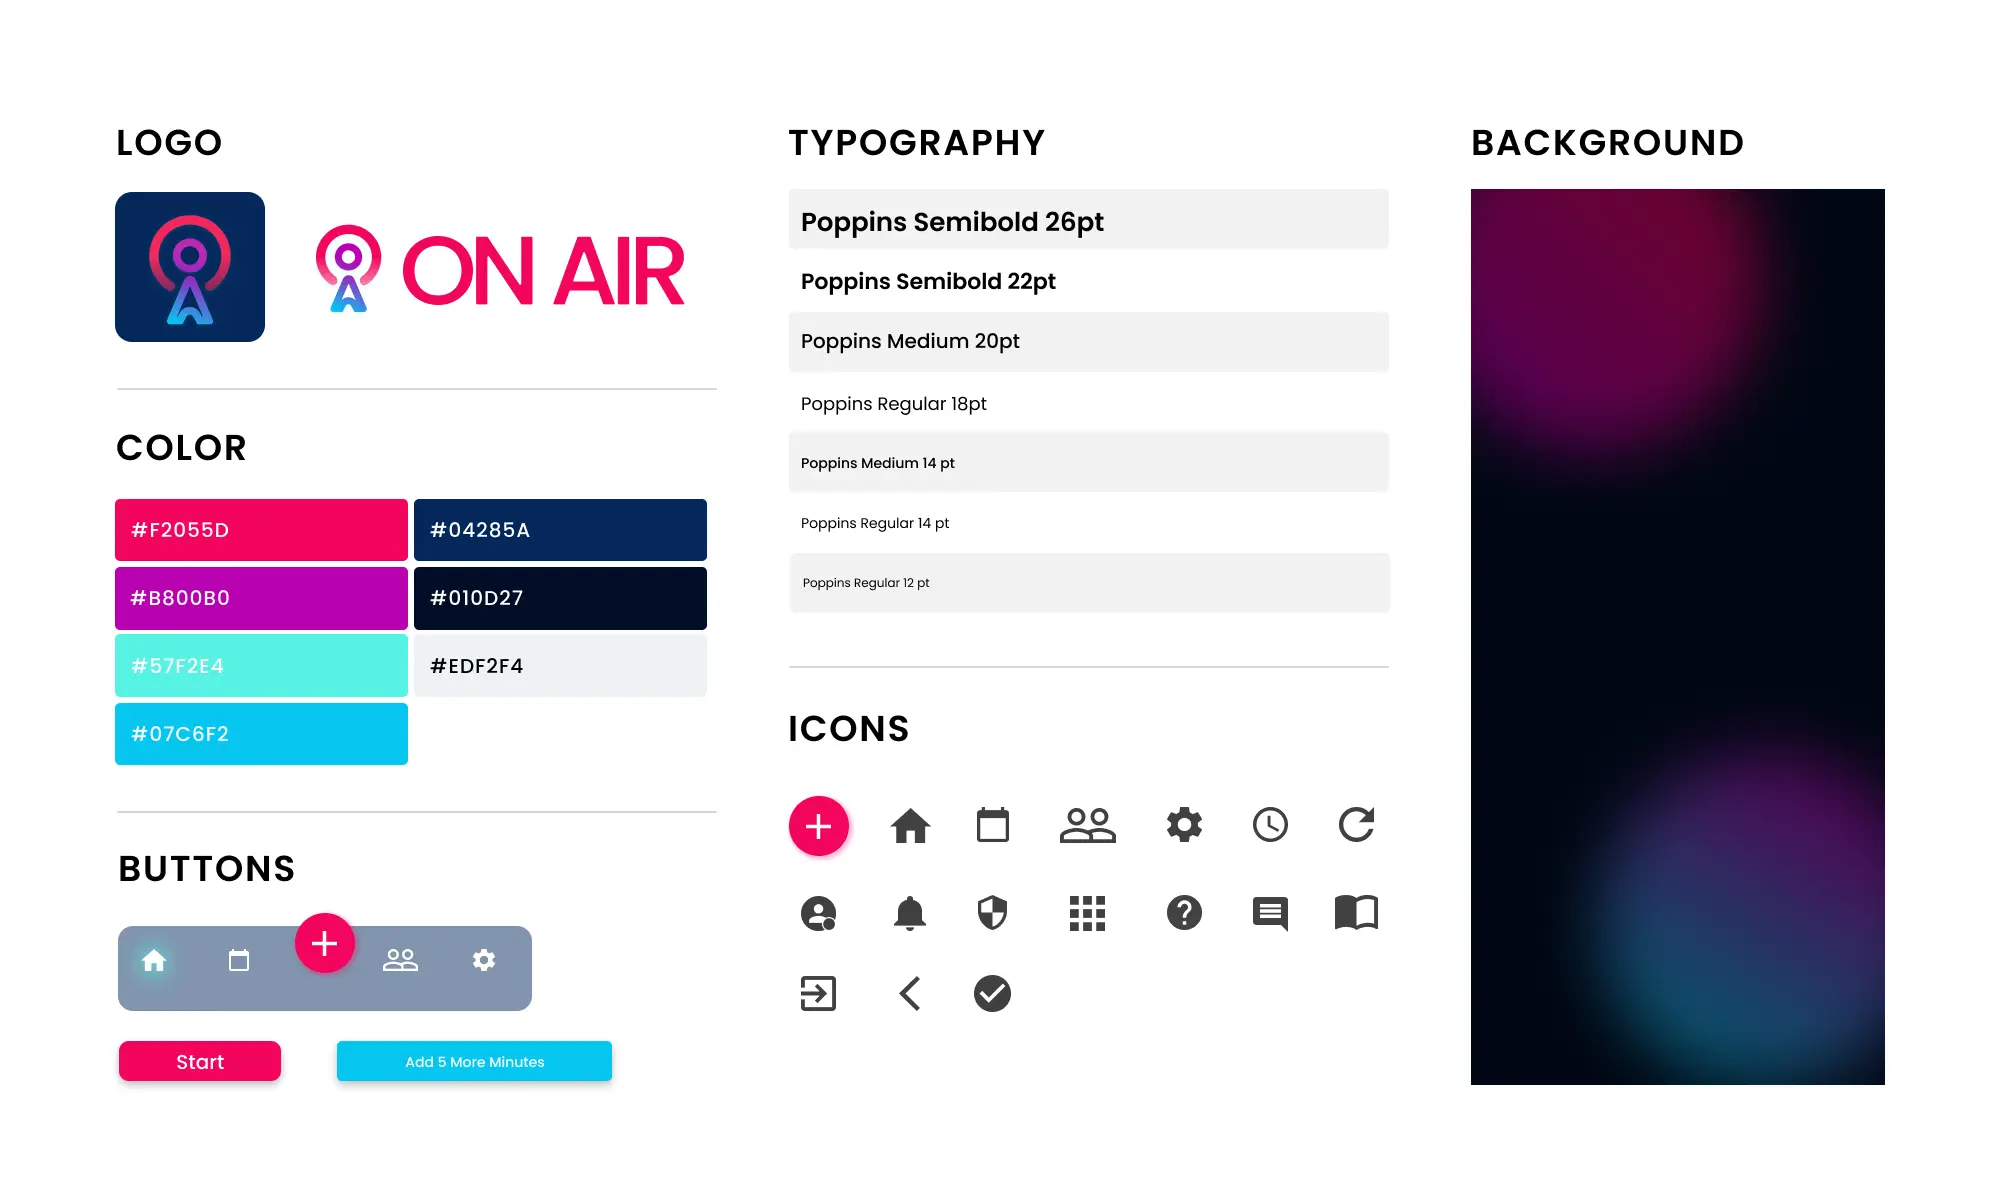 LOGO
ON AIR
COLOR
#F2055D
#04285A
#B800B0
#010D27
#57F2E4
#EDF2F4
#07C6F2
BUTTONS
Start
Add 5 More Minutes
TYPOGRAPHY
Poppins Semibold 26pt
Poppins Semibold 22pt
Poppins Medium 20pt
Poppins Regular 18pt
Poppins Medium 14 pt
Poppins Regular 14 pt
Poppins Regular 12 pt
ICONS
BACKGROUND